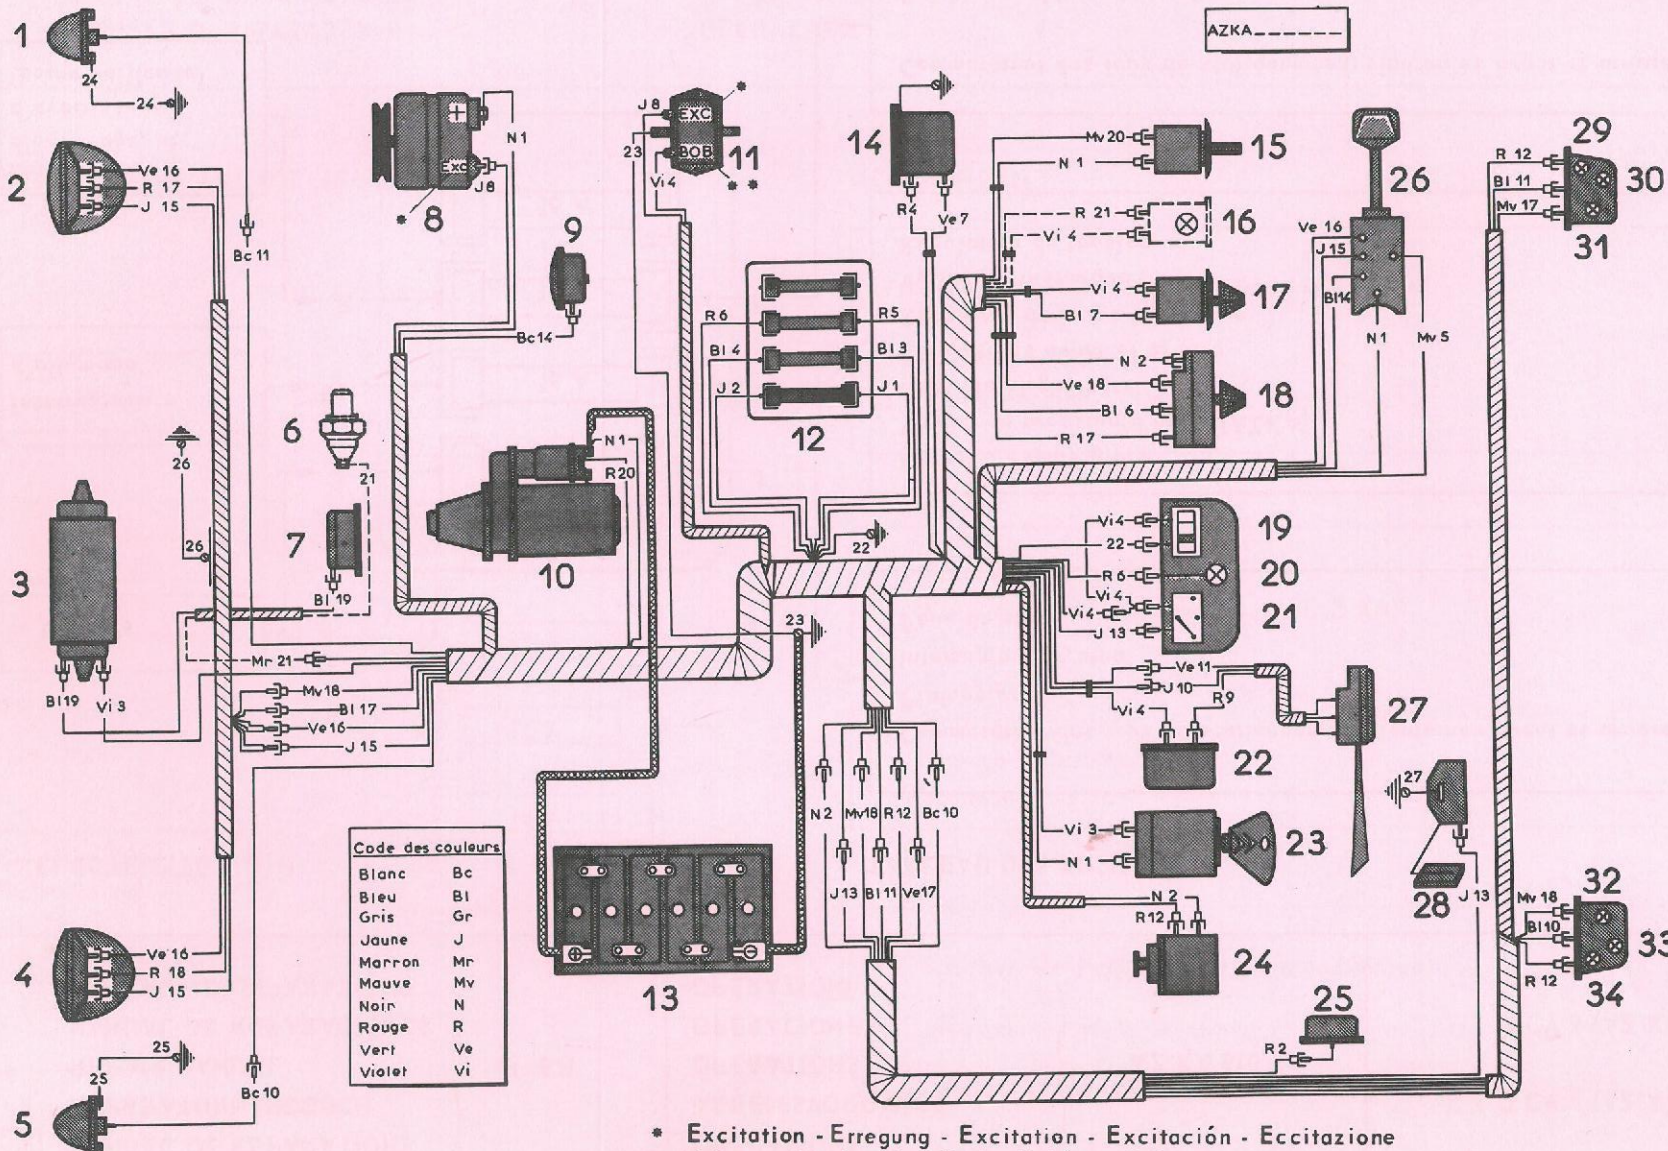 AZKA
1
24
24
2
Ve 16
R 17
J 15
Bc 11
3
Bl 19
Vi 3
26
26
6
21
7
Bl 19
Mr 21
Mv 18
Bl 17
Ve 16
J 15
4
Ve 16
R 18
J 15
5
25
25
Bc 10
+
EXC
N 1
J 8
*
8
9
Bc 14
10
N 1
R 20
J 8
EXC
BOB
23
Vi 4
*
* *
11
R 6
R 5
Bl 4
Bl 3
J 2
J 1
12
22
23
+
-
13
14
R 4
Ve 7
Mv 20
N 1
15
R 21
Vi 4
16
Vi 4
Bl 7
17
N 2
Ve 18
Bl 6
R 17
18
Vi 4
22
19
R 6
20
Vi 4
Vi 4
J 13
21
Ve 11
J 10
R 9
Vi 4
22
Vi 3
N 1
23
N 2
R 12
24
25
R 2
26
Ve 16
J 15
Bl 14
N 1
Mv 5
27
27
28
J 13
29
R 12
Bl 11
30
Mv 17
31
32
Mv 18
Bl 10
33
R 12
34
N 2
Mv 18
R 12
Bc 10
J 13
Bl 11
Ve 17
Code des couleurs
Blanc Bc
Bleu Bl
Gris Gr
Jaune J
Marron Mr
Mauve Mv
Noir N
Rouge R
Vert Ve
Violet Vi
* Excitation - Erregung - Excitation - Excitación - Eccitazione